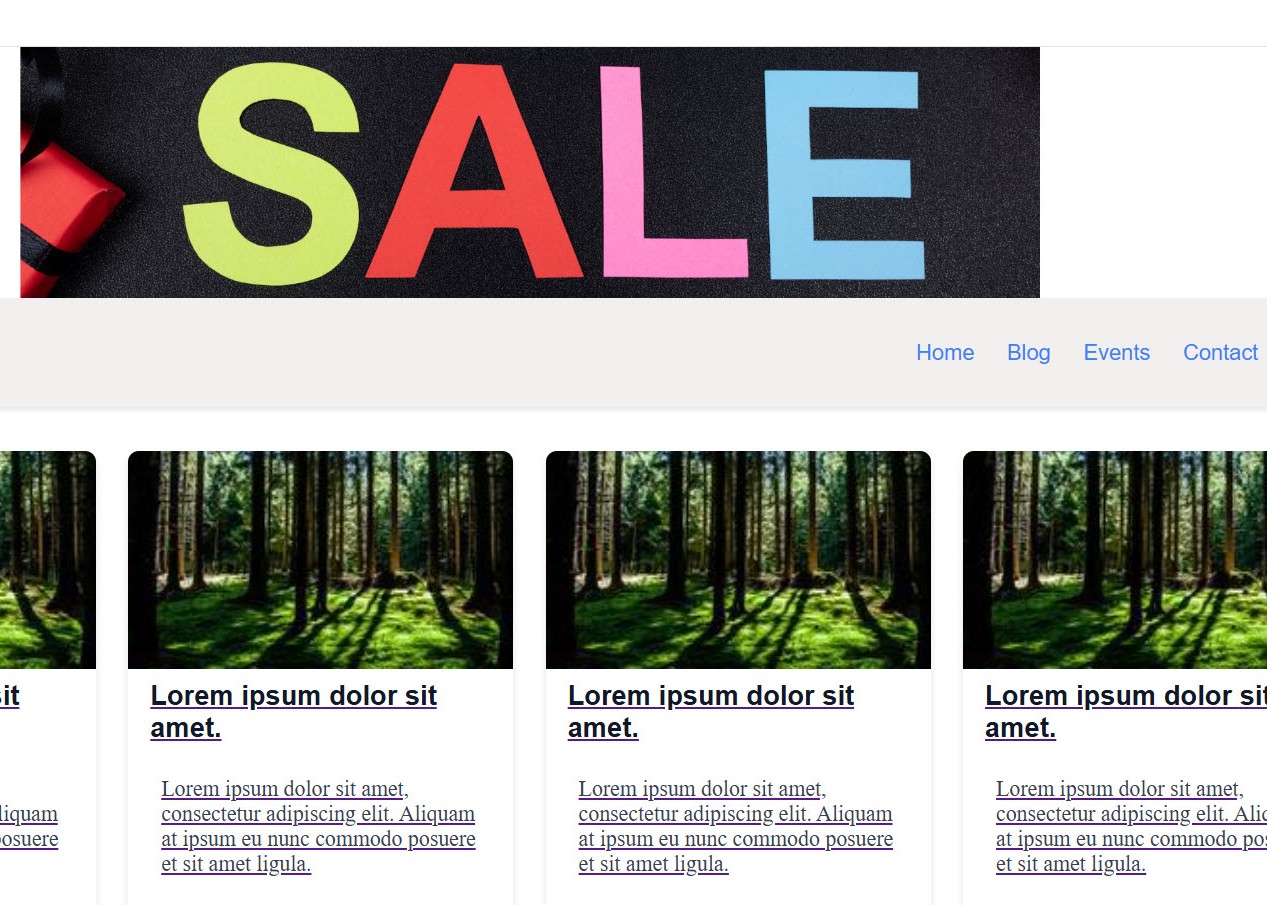 SALE
Home Blog Events Contact
sit
Lorem ipsum dolor sit
amet.
Lorem ipsum dolor sit
amet.
Lorem ipsum dolor sit
amet.
liquam
posuere
Lorem ipsum dolor sit amet,
consectetur adipiscing elit. Aliquam
at ipsum eu nunc commodo posuere
et sit amet ligula.
Lorem ipsum dolor sit amet,
consectetur adipiscing elit. Aliquam
at ipsum eu nunc commodo posuere
et sit amet ligula.
Lorem ipsum dolor sit amet,
consectetur adipiscing elit. Aliq
at ipsum eu nunc commodo pos
et sit amet ligula.